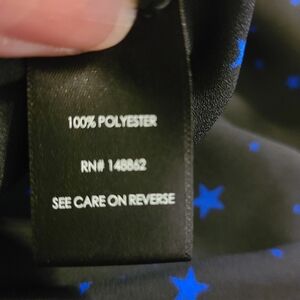 100% POLYESTER
RN# 148862
SEE CARE ON REVERSE